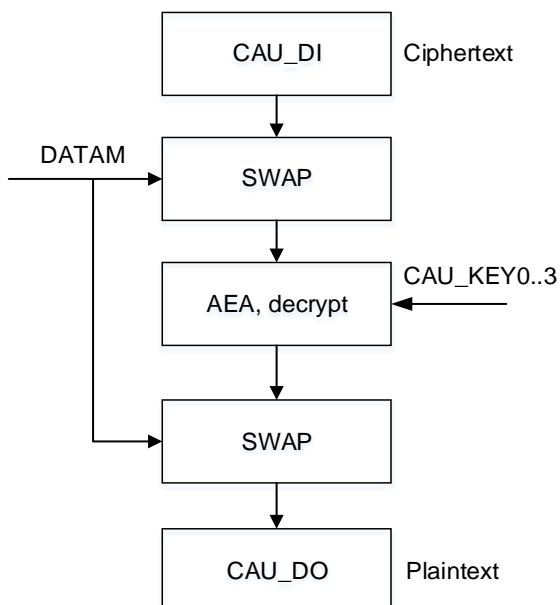 CAU_DI
Ciphertext
DATAM
SWAP
CAU_KEY0..3
AEA, decrypt
SWAP
CAU_DO
Plaintext